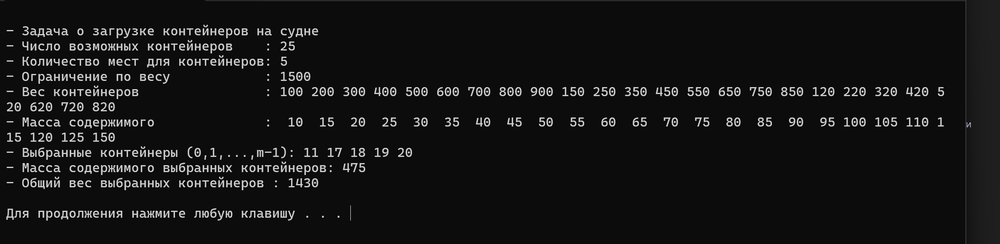 - Задача о загрузке контейнеров на судне
- Число возможных контейнеров    : 25
- Количество мест для контейнеров: 5
- Ограничение по весу            : 1500
- Вес контейнеров                : 100 200 300 400 500 600 700 800 900 150 250 350 450 550 650 750 850 120 220 320 420 5
20 620 720 820
- Масса содержимого              :  10  15  20  25  30  35  40  45  50  55  60  65  70  75  80  85  90  95 100 105 110 1
15 120 125 150
и
- Выбранные контейнеры (0,1,...,m-1): 11 17 18 19 20
- Масса содержимого выбранных контейнеров: 475
- Общий вес выбранных контейнеров : 1430
Для продолжения нажмите любую клавишу . . .